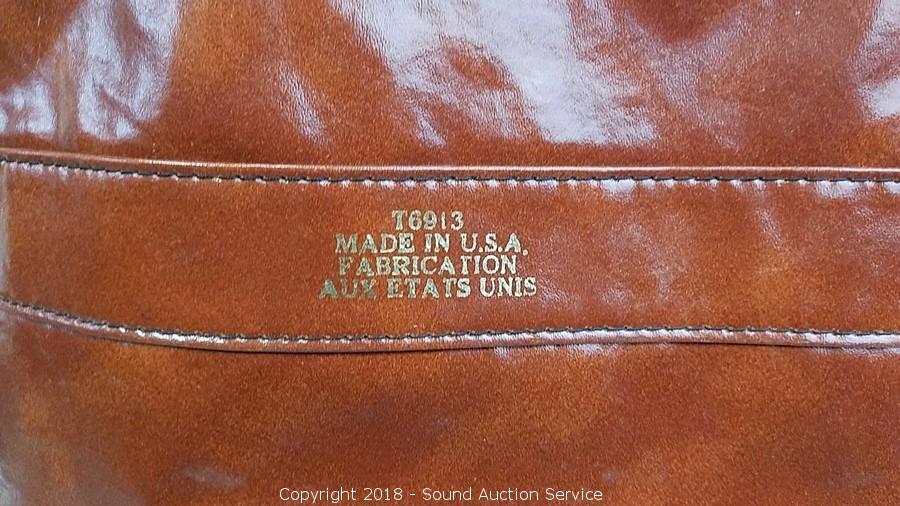 T6913
MADE IN U.S.A.
FABRICATION
AUX ETATS UNIS
Copyright 2018 - Sound Auction Service